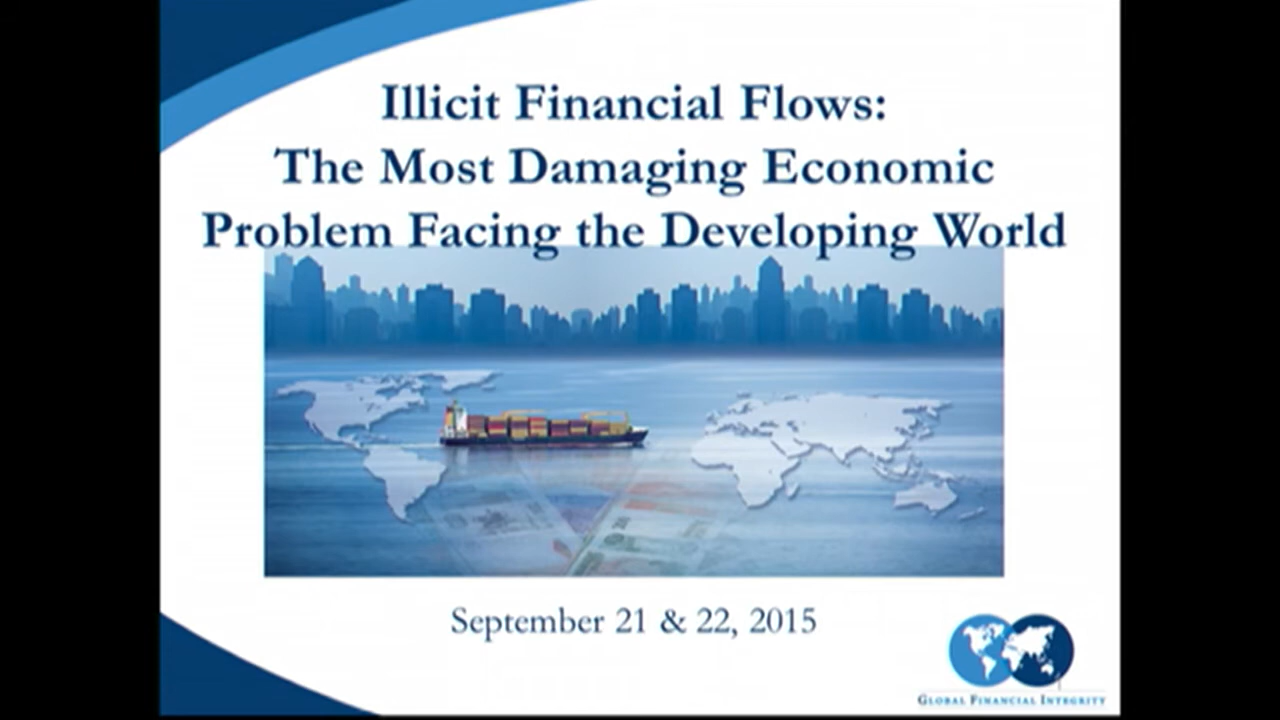 Illicit Financial Flows:
The Most Damaging Economic
Problem Facing the Developing World
September 21 & 22, 2015
GLOBAL FINANCIAL INTEGRITY